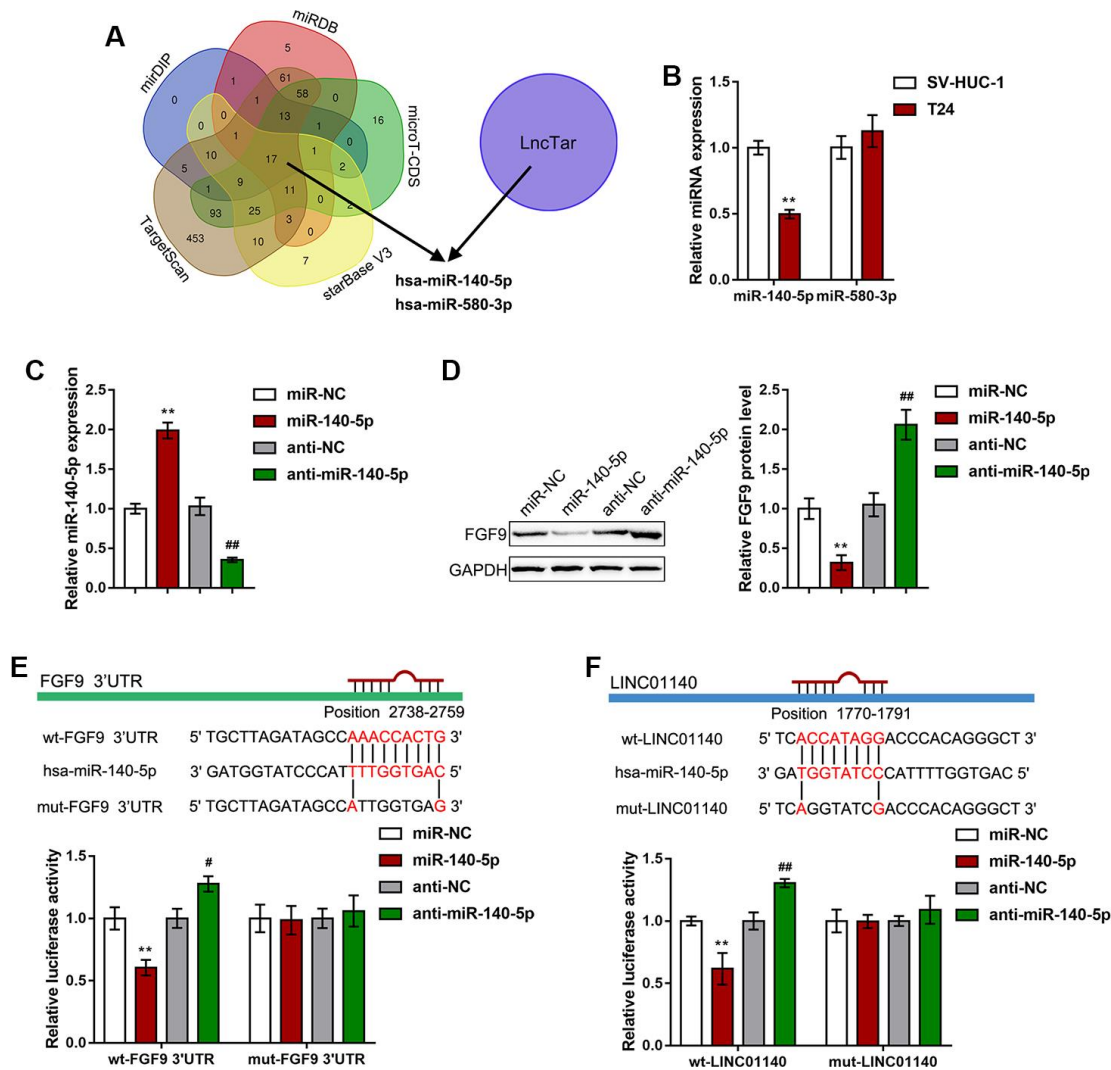 A
miRDB
mirDIP
microT-CDS
TargetScan
starBase V3
5
61
58
0
1
1
0
13
1
16
0
0
0
1
0
10
17
1
2
5
1
9
11
0
2
93
25
3
0
453
10
7
LncTar
hsa-miR-140-5p
hsa-miR-580-3p
B
Relative miRNA expression
1.5
1.0
0.5
0.0
**
miR-140-5p miR-580-3p
SV-HUC-1
T24
C
Relative miR-140-5p expression
2.5
2.0
1.5
1.0
0.5
0.0
**
##
miR-NC
miR-140-5p
anti-NC
anti-miR-140-5p
D
miR-NC
miR-140-5p
anti-NC
anti-miR-140-5p
FGF9
GAPDH
Relative FGF9 protein level
2.5
2.0
1.5
1.0
0.5
0.0
**
##
miR-NC
miR-140-5p
anti-NC
anti-miR-140-5p
E
FGF9 3'UTR
Position 2738-2759
wt-FGF9 3'UTR 5' TGCTTAGATAGCCAAACCACTG 3'
hsa-miR-140-5p 3' GATGGTATCCCATTTTGGTGAC 5'
mut-FGF9 3'UTR 5' TGCTTAGATAGCCATTGGTGAG 3'
Relative luciferase activity
1.5
1.0
0.5
0.0
**
#
wt-FGF9 3'UTR mut-FGF9 3'UTR
miR-NC
miR-140-5p
anti-NC
anti-miR-140-5p
F
LINC01140
Position 1770-1791
wt-LINC01140 5' TCACCATAGGACCCACAGGGCT 3'
hsa-miR-140-5p 3' GATGGTATCCCATTTTGGTGAC 5'
mut-LINC01140 5' TCAGGTATCGACCCACAGGGCT 3'
Relative luciferase activity
1.5
1.0
0.5
0.0
**
##
wt-LINC01140 mut-LINC01140
miR-NC
miR-140-5p
anti-NC
anti-miR-140-5p